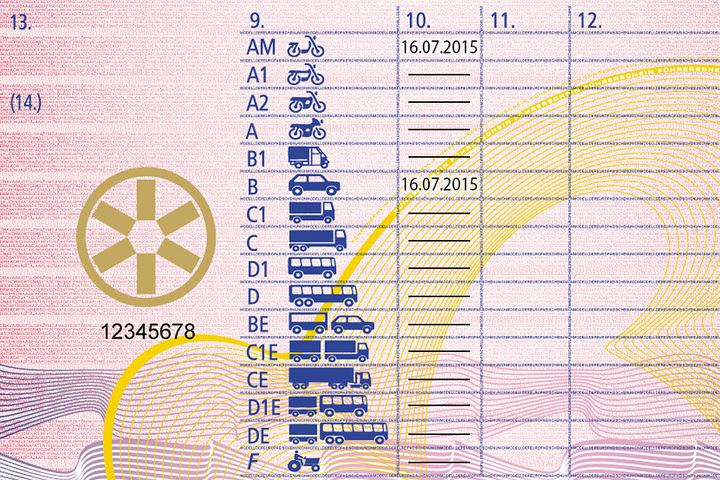 13.
(14.)
12345678
9. 10. 11. 12.
AM 16.07.2015
A1
A2
A
B1
B 16.07.2015
C1
C
D1
D
BE
C1E
CE
D1E
DE
F